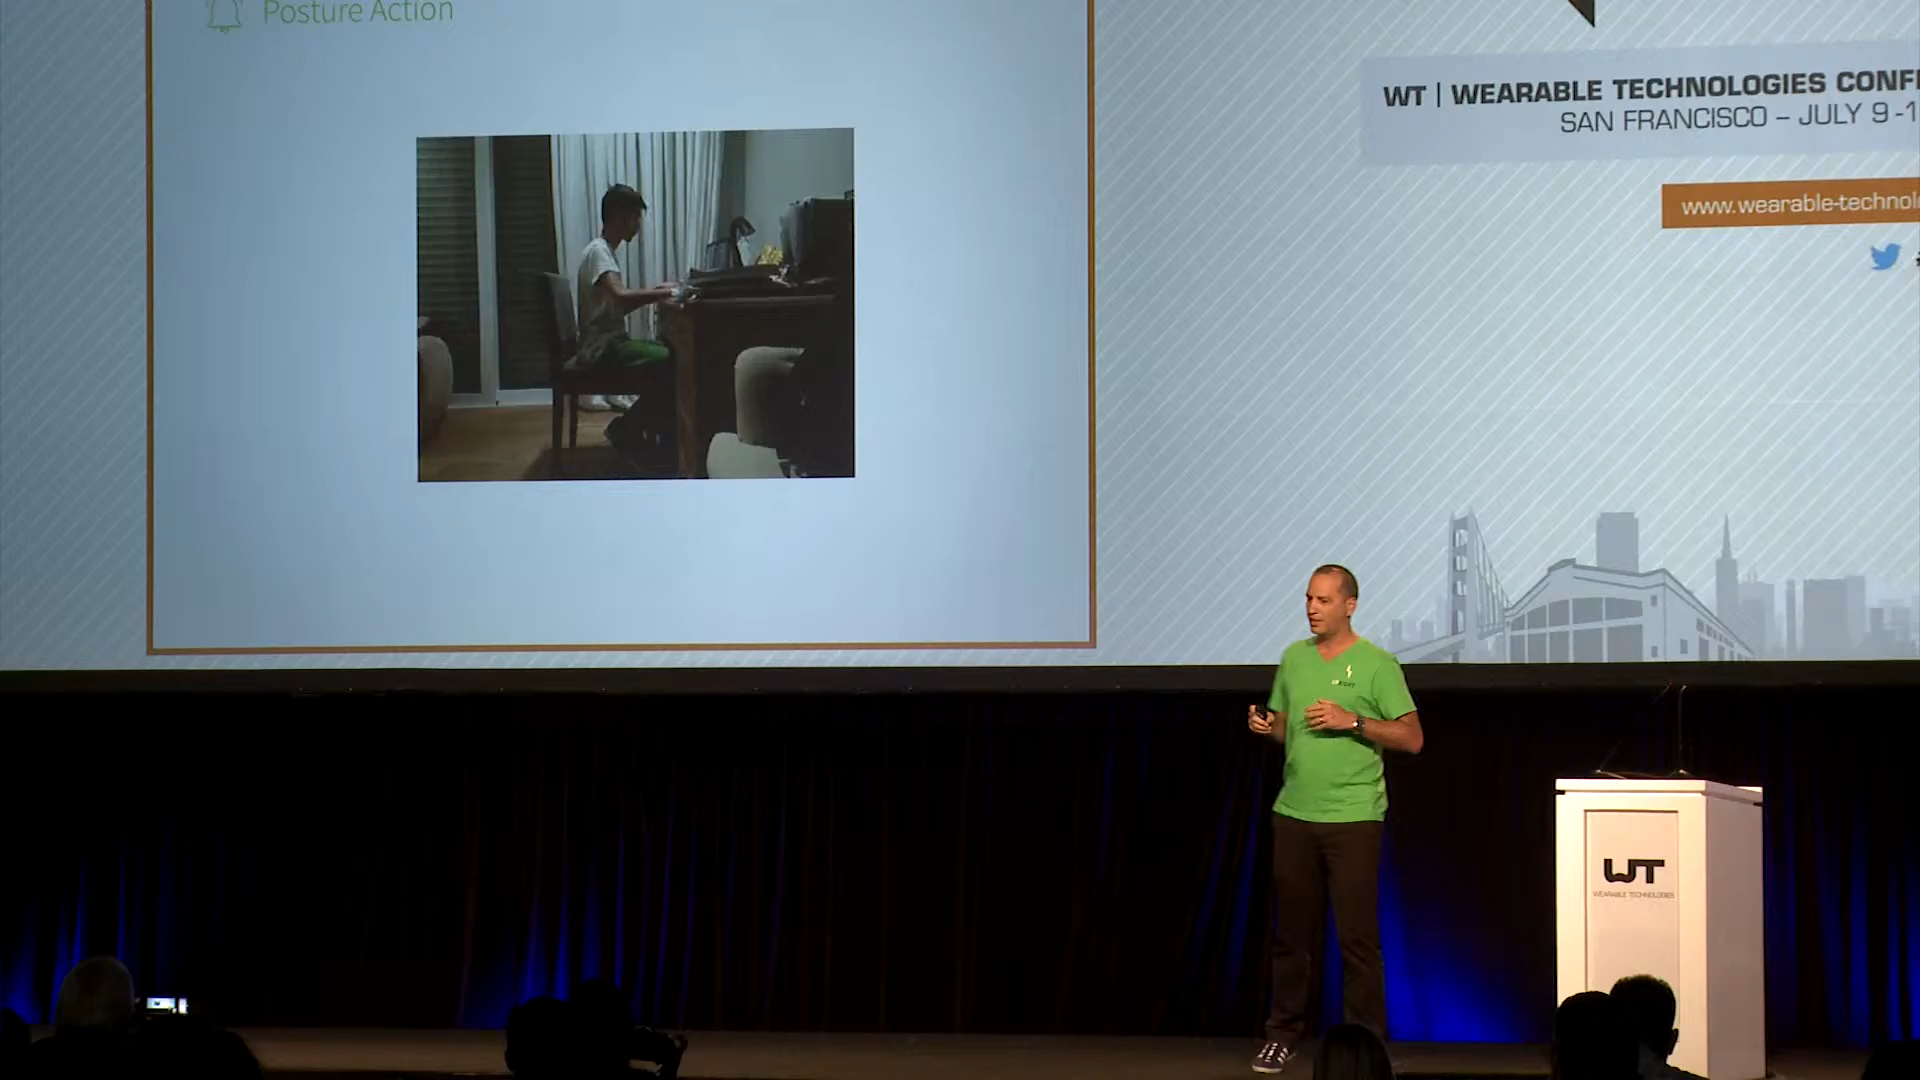 Posture Action
WT | WEARABLE TECHNOLOGIES CONF
SAN FRANCISCO – JULY 9-1
www.wearable-technol
WT
WEARABLE TECHNOLOGIES